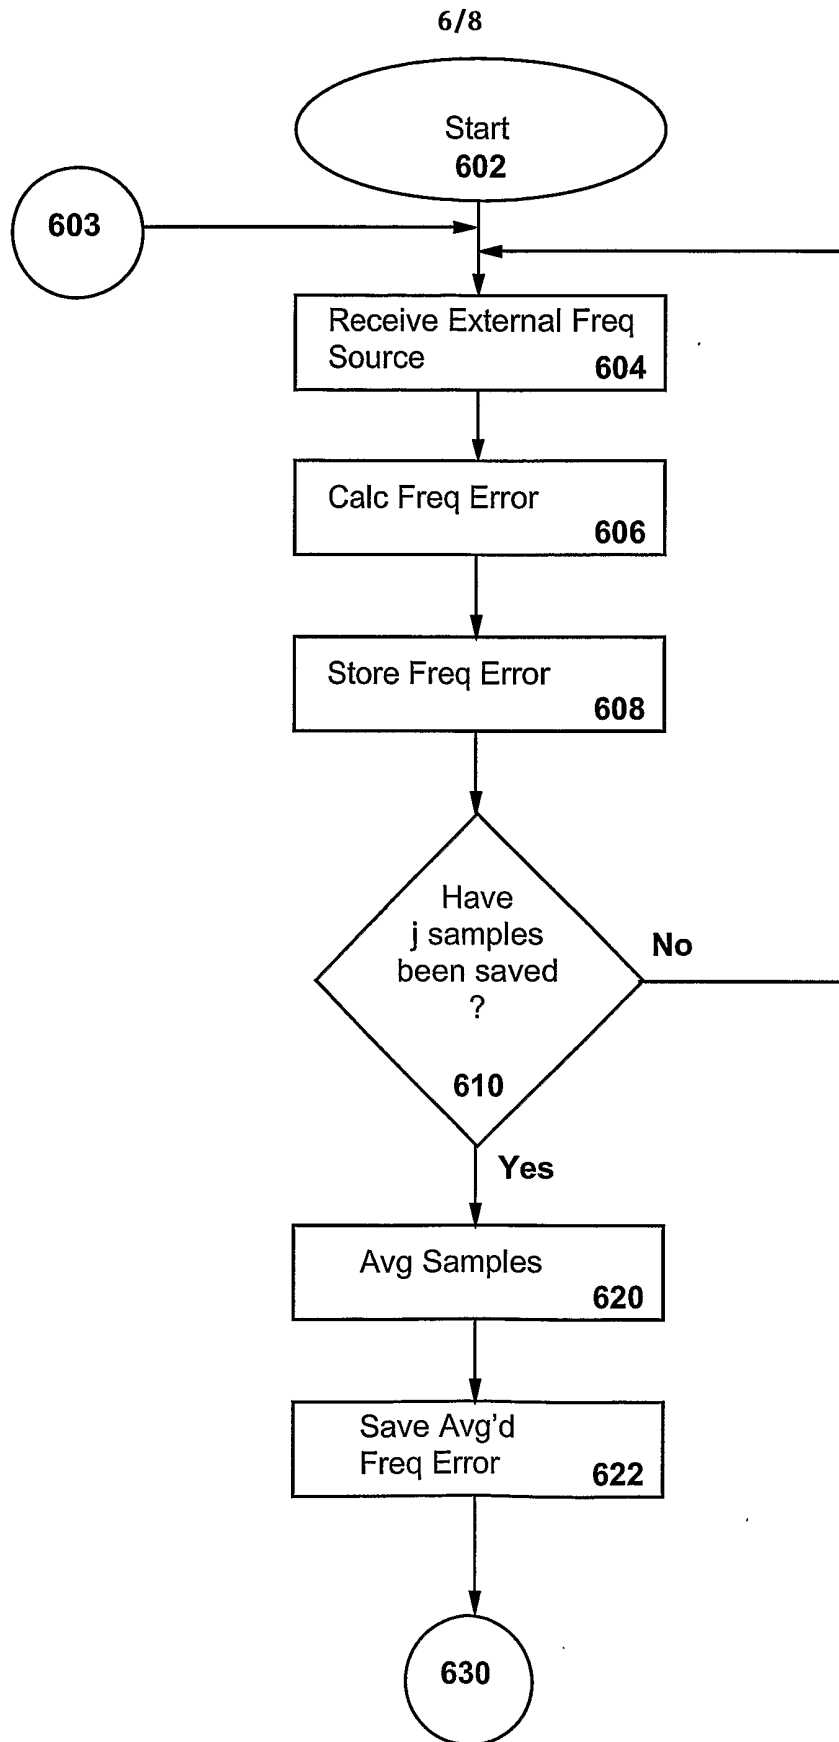 6/8
Start
602
603
Receive External Freq
Source
604
Calc Freq Error
606
Store Freq Error
608
Have
j samples
been saved
?
610
No
Yes
Avg Samples
620
Save Avg'd
Freq Error
622
630